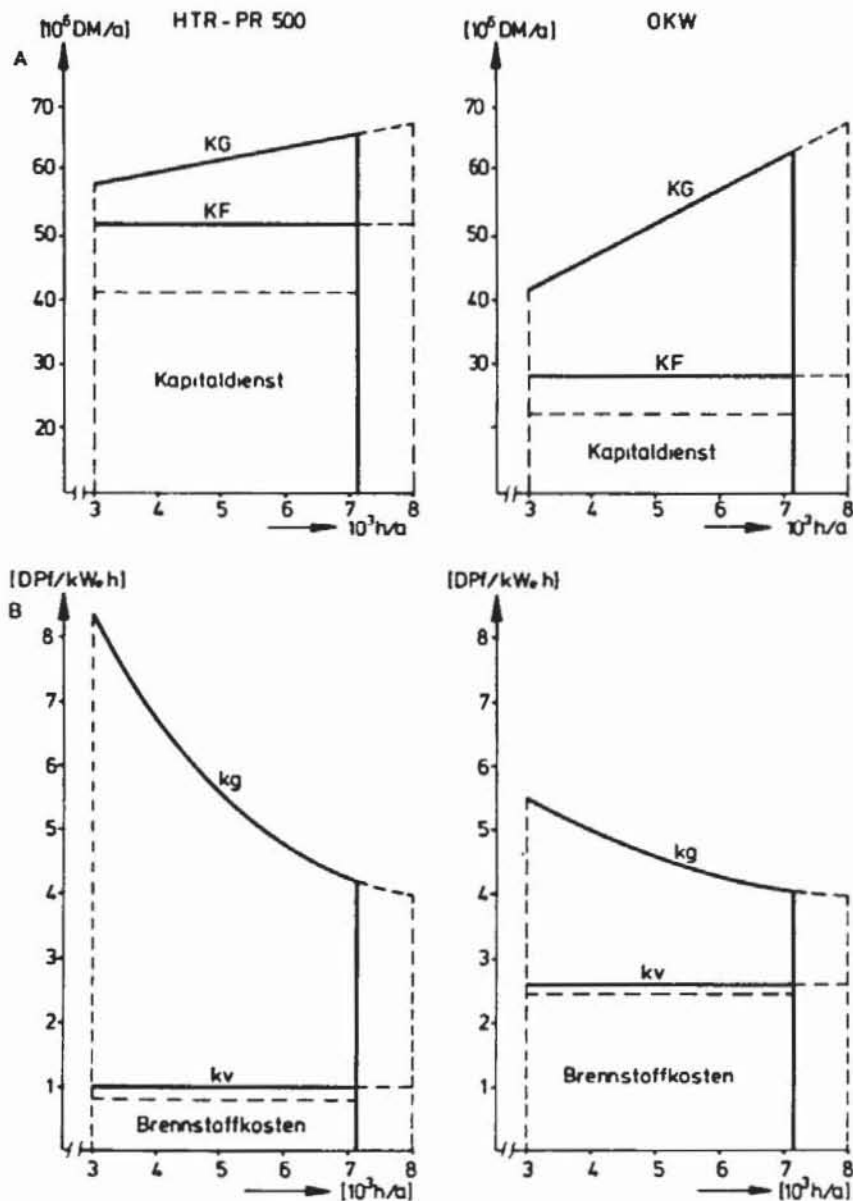 [10⁶DM/a]
HTR-PR 500
A
70
60
50
40
30
20
KG
KF
Kapitaldienst
3 4 5 6 7 8
10³h/a
[10⁶DM/a]
OKW
70
60
50
40
30
KG
KF
Kapitaldienst
3 4 5 6 7 8
10³h/a
[DPf/kWₑh]
B
8
7
6
5
4
3
2
1
kg
kv
Brennstoffkosten
3 4 5 6 7 8
[10³h/a]
[DPf/kWₑh]
8
7
6
5
4
3
2
1
kg
kv
Brennstoffkosten
3 4 5 6 7 8
[10³h/a]